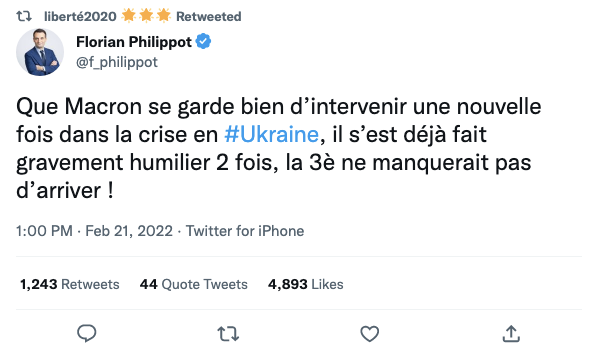 liberté2020 ⭐⭐⭐ Retweeted
Florian Philippot
@f_philippot
Que Macron se garde bien d’intervenir une nouvelle
fois dans la crise en #Ukraine, il s’est déjà fait
gravement humilier 2 fois, la 3è ne manquerait pas
d’arriver !
1:00 PM · Feb 21, 2022 · Twitter for iPhone
1,243 Retweets 44 Quote Tweets 4,893 Likes